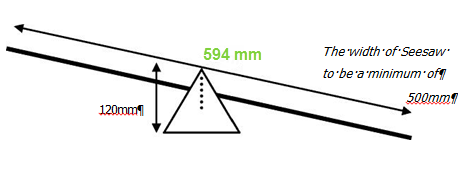 594 mm
The·width·of·Seesaw·
to·be·a·minimum·of¶
500mm¶
120mm¶